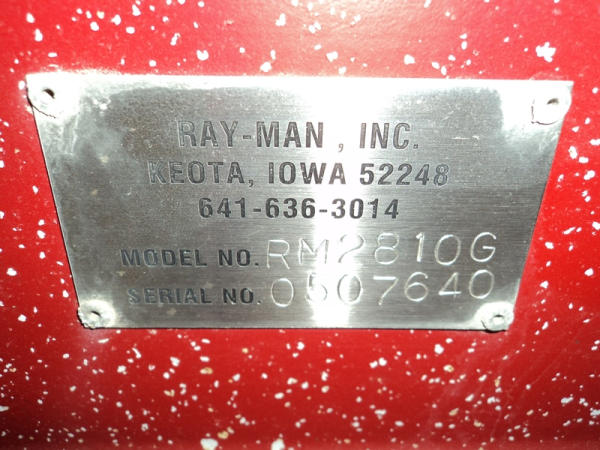 RAY-MAN , INC.
KEOTA, IOWA 52248
641-636-3014
MODEL NO. RM2810G
SERIAL NO. 0507640